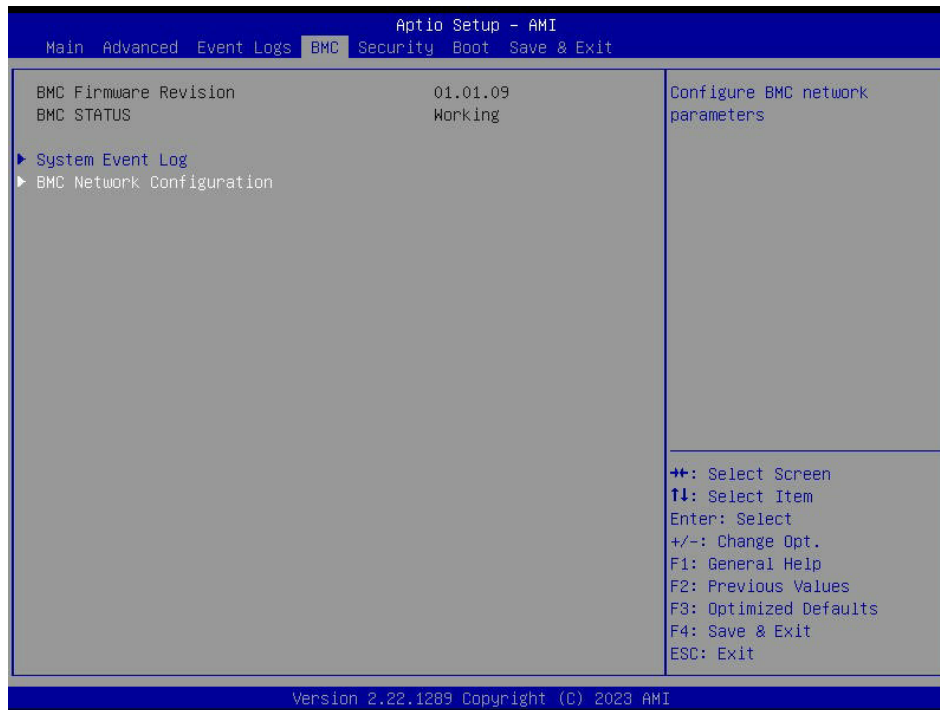 Aptio Setup – AMI
Main Advanced Event Logs BMC Security Boot Save & Exit
BMC Firmware Revision 01.01.09
BMC STATUS Working
System Event Log
BMC Network Configuration
Configure BMC network
parameters
→←: Select Screen
↑↓: Select Item
Enter: Select
+/-: Change Opt.
F1: General Help
F2: Previous Values
F3: Optimized Defaults
F4: Save & Exit
ESC: Exit
Version 2.22.1289 Copyright (C) 2023 AMI